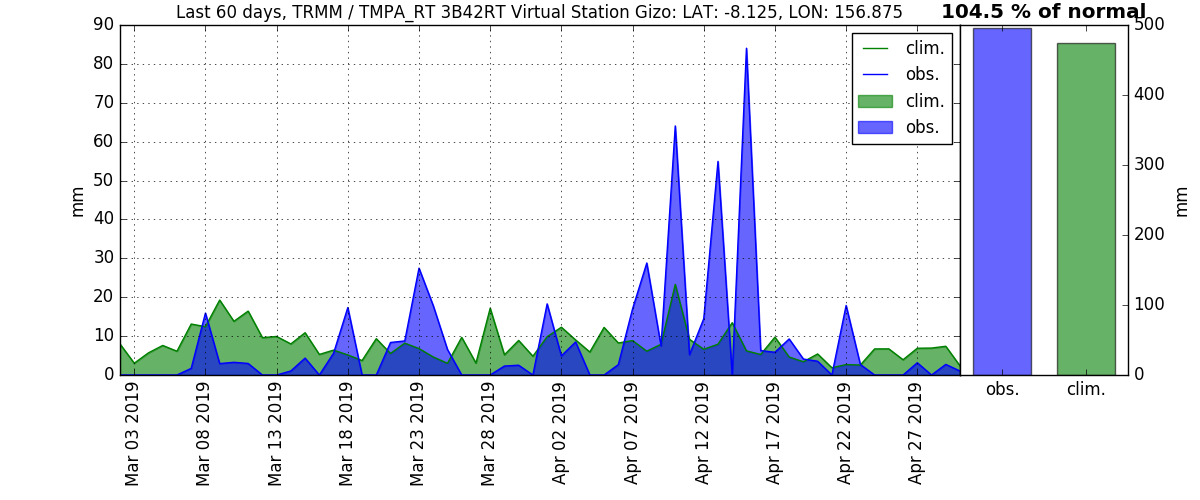 Last 60 days, TRMM / TMPA_RT 3B42RT Virtual Station Gizo: LAT: -8.125, LON: 156.875
104.5 % of normal
90
80
70
60
50
40
30
20
10
0
mm
clim.
obs.
clim.
obs.
Mar 03 2019
Mar 08 2019
Mar 13 2019
Mar 18 2019
Mar 23 2019
Mar 28 2019
Apr 02 2019
Apr 07 2019
Apr 12 2019
Apr 17 2019
Apr 22 2019
Apr 27 2019
500
400
300
200
100
0
mm
obs.
clim.